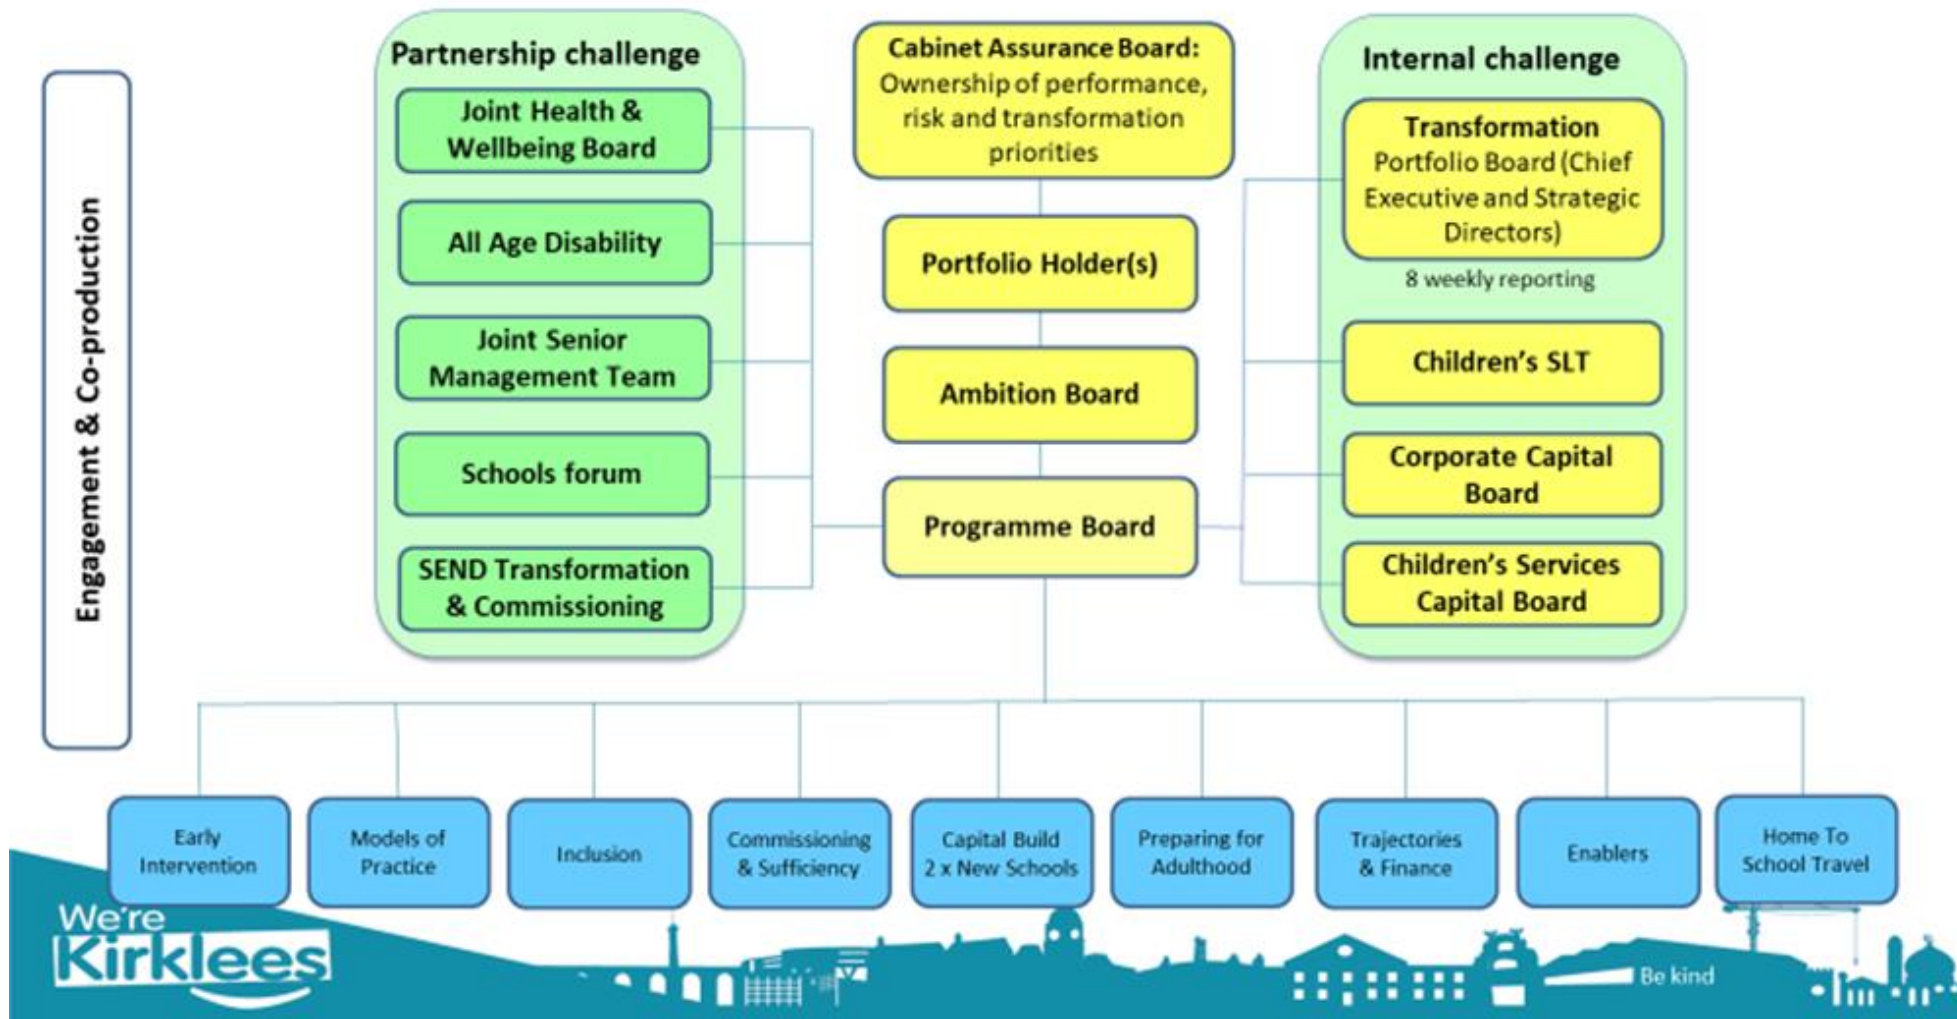 Engagement & Co-production
Partnership challenge
Joint Health &
Wellbeing Board
All Age Disability
Joint Senior
Management Team
Schools forum
SEND Transformation
& Commissioning
Cabinet Assurance Board:
Ownership of performance,
risk and transformation
priorities
Portfolio Holder(s)
Ambition Board
Programme Board
Internal challenge
Transformation
Portfolio Board (Chief
Executive and Strategic
Directors)
8 weekly reporting
Children's SLT
Corporate Capital
Board
Children's Services
Capital Board
Early
Intervention
Models of
Practice
Inclusion
Commissioning
& Sufficiency
Capital Build
2 x New Schools
Preparing for
Adulthood
Trajectories
& Finance
Enablers
Home To
School Travel
We're
Kirklees
Be kind